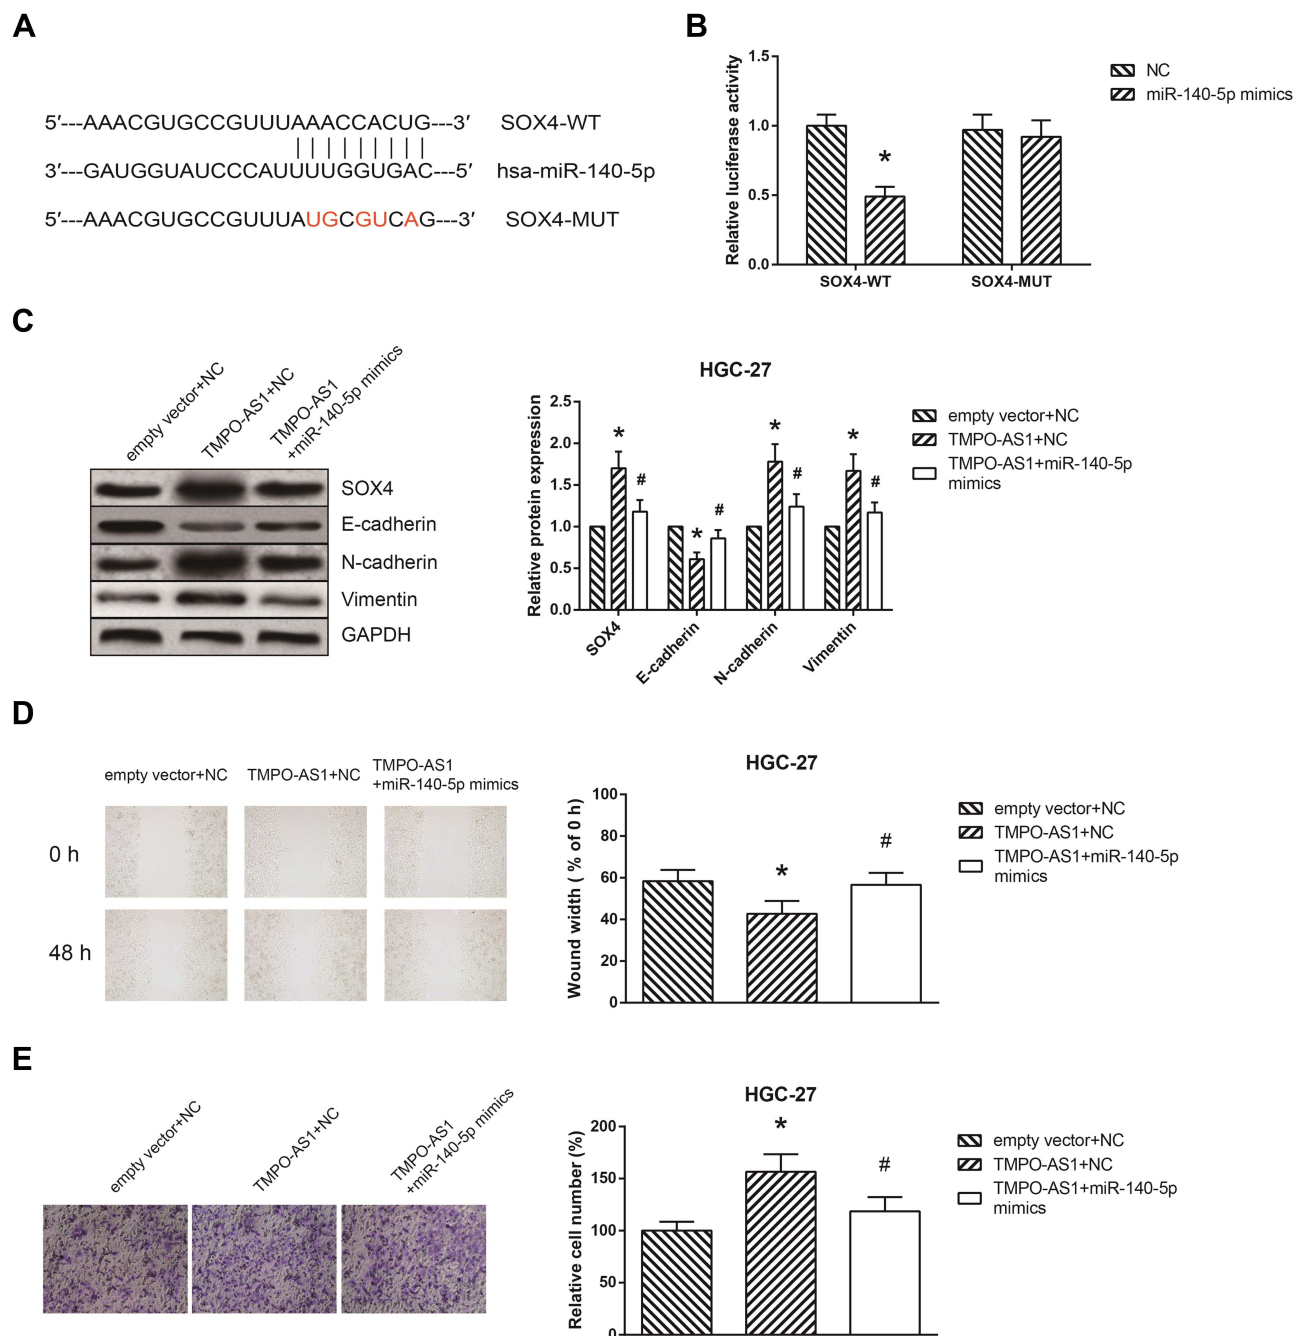 A
5′---AAACGUGCCGUUUAAACCACUG---3′ SOX4-WT
3′---GAUGGUAUCCCAUUUUGGUGAC---5′ hsa-miR-140-5p
5′---AAACGUGCCGUUUAUGCGUCAG---3′ SOX4-MUT
B
Relative luciferase activity
1.5
1.0
0.5
0.0
*
SOX4-WT
SOX4-MUT
NC
miR-140-5p mimics
C
empty vector+NC
TMPO-AS1+NC
TMPO-AS1
+miR-140-5p mimics
SOX4
E-cadherin
N-cadherin
Vimentin
GAPDH
HGC-27
Relative protein expression
2.5
2.0
1.5
1.0
0.5
0.0
*
#
*
#
*
#
*
#
SOX4
E-cadherin
N-cadherin
Vimentin
empty vector+NC
TMPO-AS1+NC
TMPO-AS1+miR-140-5p
mimics
D
empty vector+NC
TMPO-AS1+NC
TMPO-AS1
+miR-140-5p mimics
0 h
48 h
HGC-27
Wound width ( % of 0 h)
100
80
60
40
20
0
*
#
empty vector+NC
TMPO-AS1+NC
TMPO-AS1+miR-140-5p
mimics
E
empty vector+NC
TMPO-AS1+NC
TMPO-AS1
+miR-140-5p mimics
HGC-27
Relative cell number (%)
200
150
100
50
0
*
#
empty vector+NC
TMPO-AS1+NC
TMPO-AS1+miR-140-5p
mimics